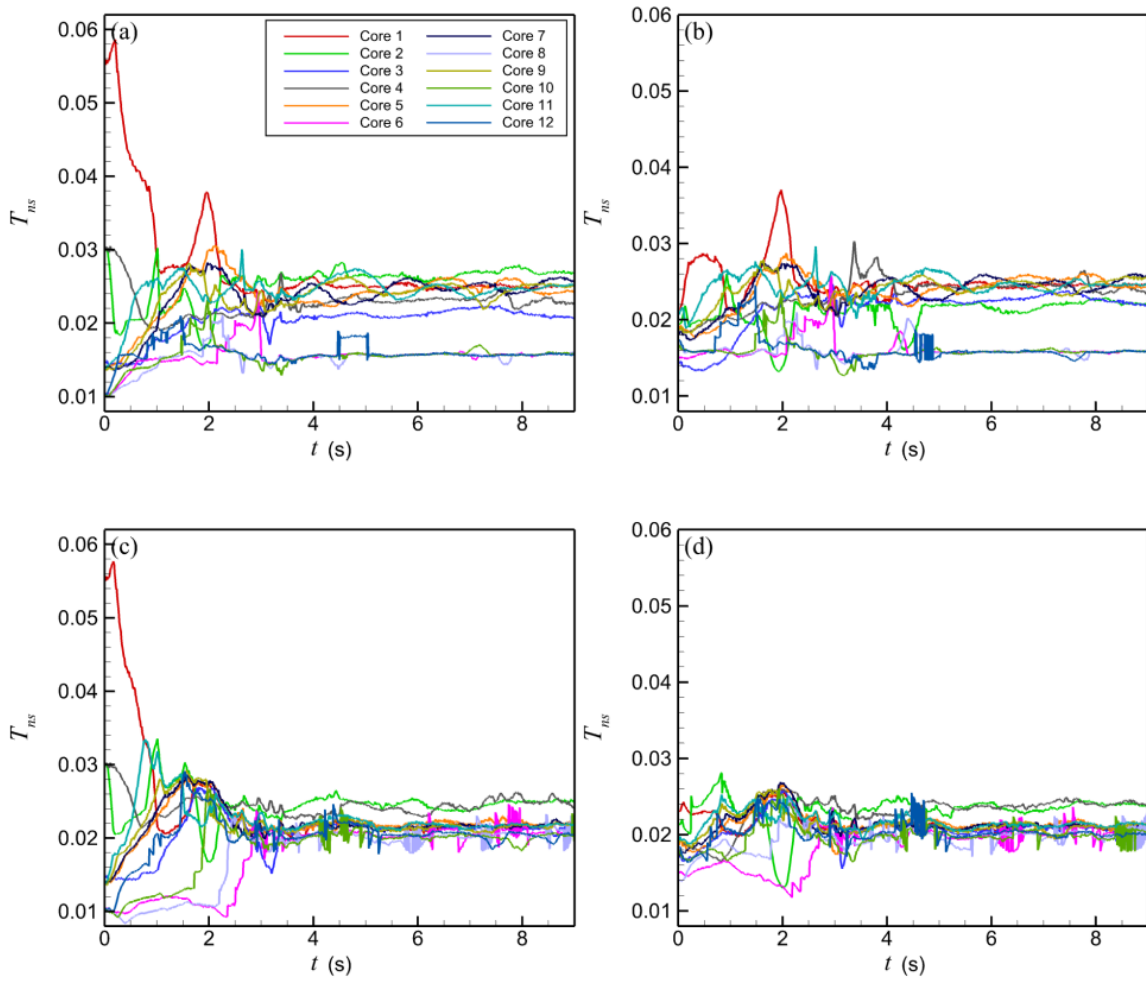 (a)
Core 1 Core 7
Core 2 Core 8
Core 3 Core 9
Core 4 Core 10
Core 5 Core 11
Core 6 Core 12
0.06
0.05
0.04
0.03
0.02
0.01
T_ns
0 2 4 6 8
t (s)
(b)
0.06
0.05
0.04
0.03
0.02
0.01
T_ns
0 2 4 6 8
t (s)
(c)
0.06
0.05
0.04
0.03
0.02
0.01
T_ns
0 2 4 6 8
t (s)
(d)
0.06
0.05
0.04
0.03
0.02
0.01
T_ns
0 2 4 6 8
t (s)